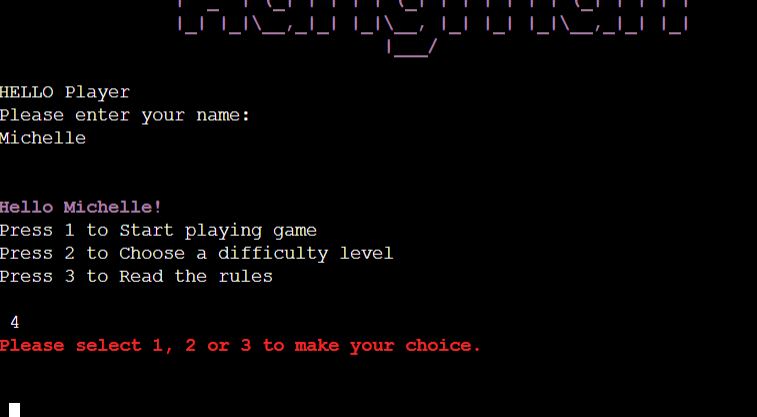 HELLO Player
Please enter your name:
Michelle
Hello Michelle!
Press 1 to Start playing game
Press 2 to Choose a difficulty level
Press 3 to Read the rules
4
Please select 1, 2 or 3 to make your choice.